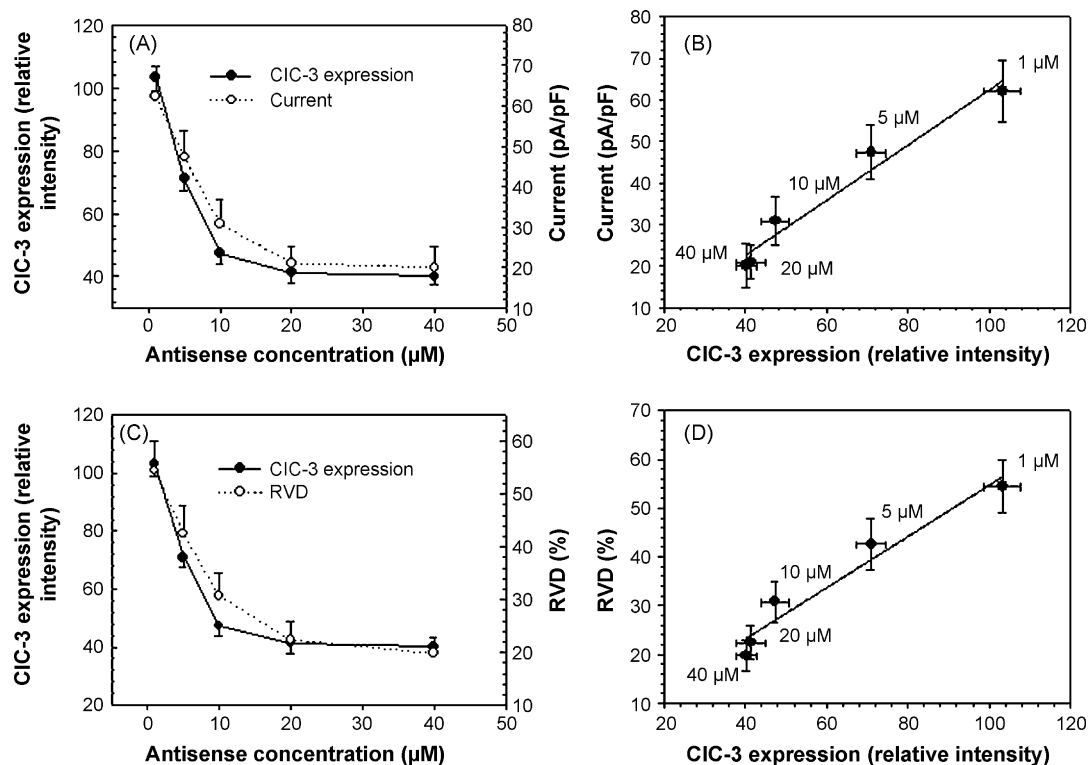 (A)
CIC-3 expression (relative
intensity)
120
100
80
60
40
CIC-3 expression
Current
80
70
60
50
40
30
20
10
Current (pA/pF)
0
10
20
30
40
50
Antisense concentration (µM)
(B)
Current (pA/pF)
80
70
60
50
40
30
20
10
1 µM
5 µM
10 µM
40 µM
20 µM
20
40
60
80
100
120
CIC-3 expression (relative intensity)
(C)
CIC-3 expression (relative
intensity)
120
100
80
60
40
20
CIC-3 expression
RVD
60
50
40
30
20
10
RVD (%)
0
10
20
30
40
50
Antisense concentration (µM)
(D)
RVD (%)
70
60
50
40
30
20
10
1 µM
5 µM
10 µM
20 µM
40 µM
20
40
60
80
100
120
CIC-3 expression (relative intensity)